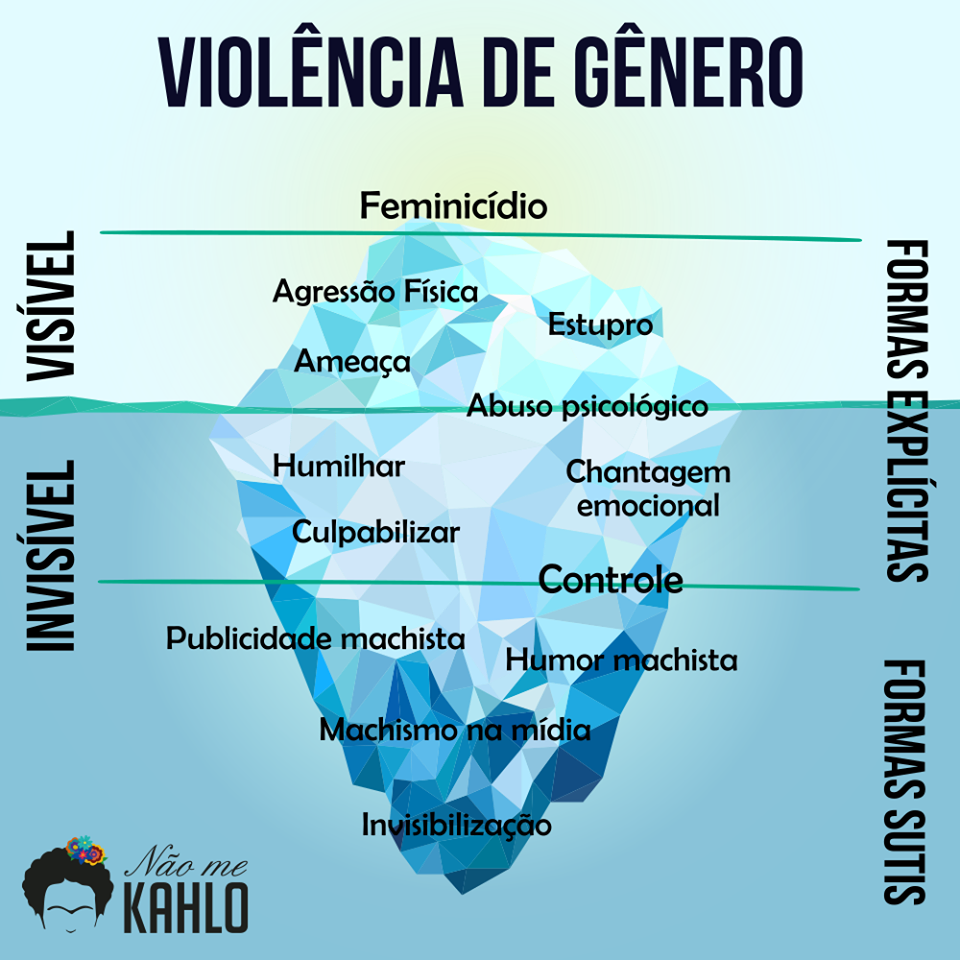 VIOLÊNCIA DE GÊNERO
Feminicídio
VISÍVEL
FORMAS EXPLÍCITAS
Agressão Física
Estupro
Ameaça
Abuso psicológico
INVISÍVEL
Humilhar
Chantagem
emocional
Culpabilizar
Controle
Publicidade machista
Humor machista
FORMAS SUTIS
Machismo na mídia
Invisibilização
Não me
KAHLO